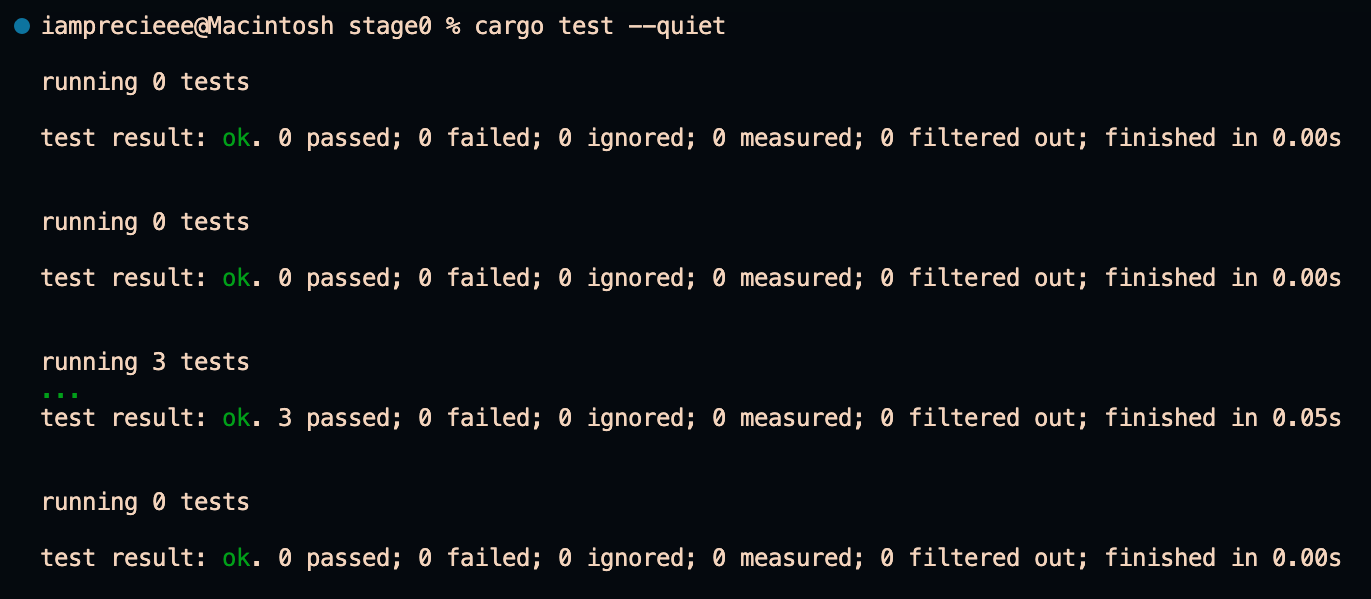 iamprecieee@Macintosh stage0 % cargo test --quiet
running 0 tests
test result: ok. 0 passed; 0 failed; 0 ignored; 0 measured; 0 filtered out; finished in 0.00s
running 0 tests
test result: ok. 0 passed; 0 failed; 0 ignored; 0 measured; 0 filtered out; finished in 0.00s
running 3 tests
...
test result: ok. 3 passed; 0 failed; 0 ignored; 0 measured; 0 filtered out; finished in 0.05s
running 0 tests
test result: ok. 0 passed; 0 failed; 0 ignored; 0 measured; 0 filtered out; finished in 0.00s